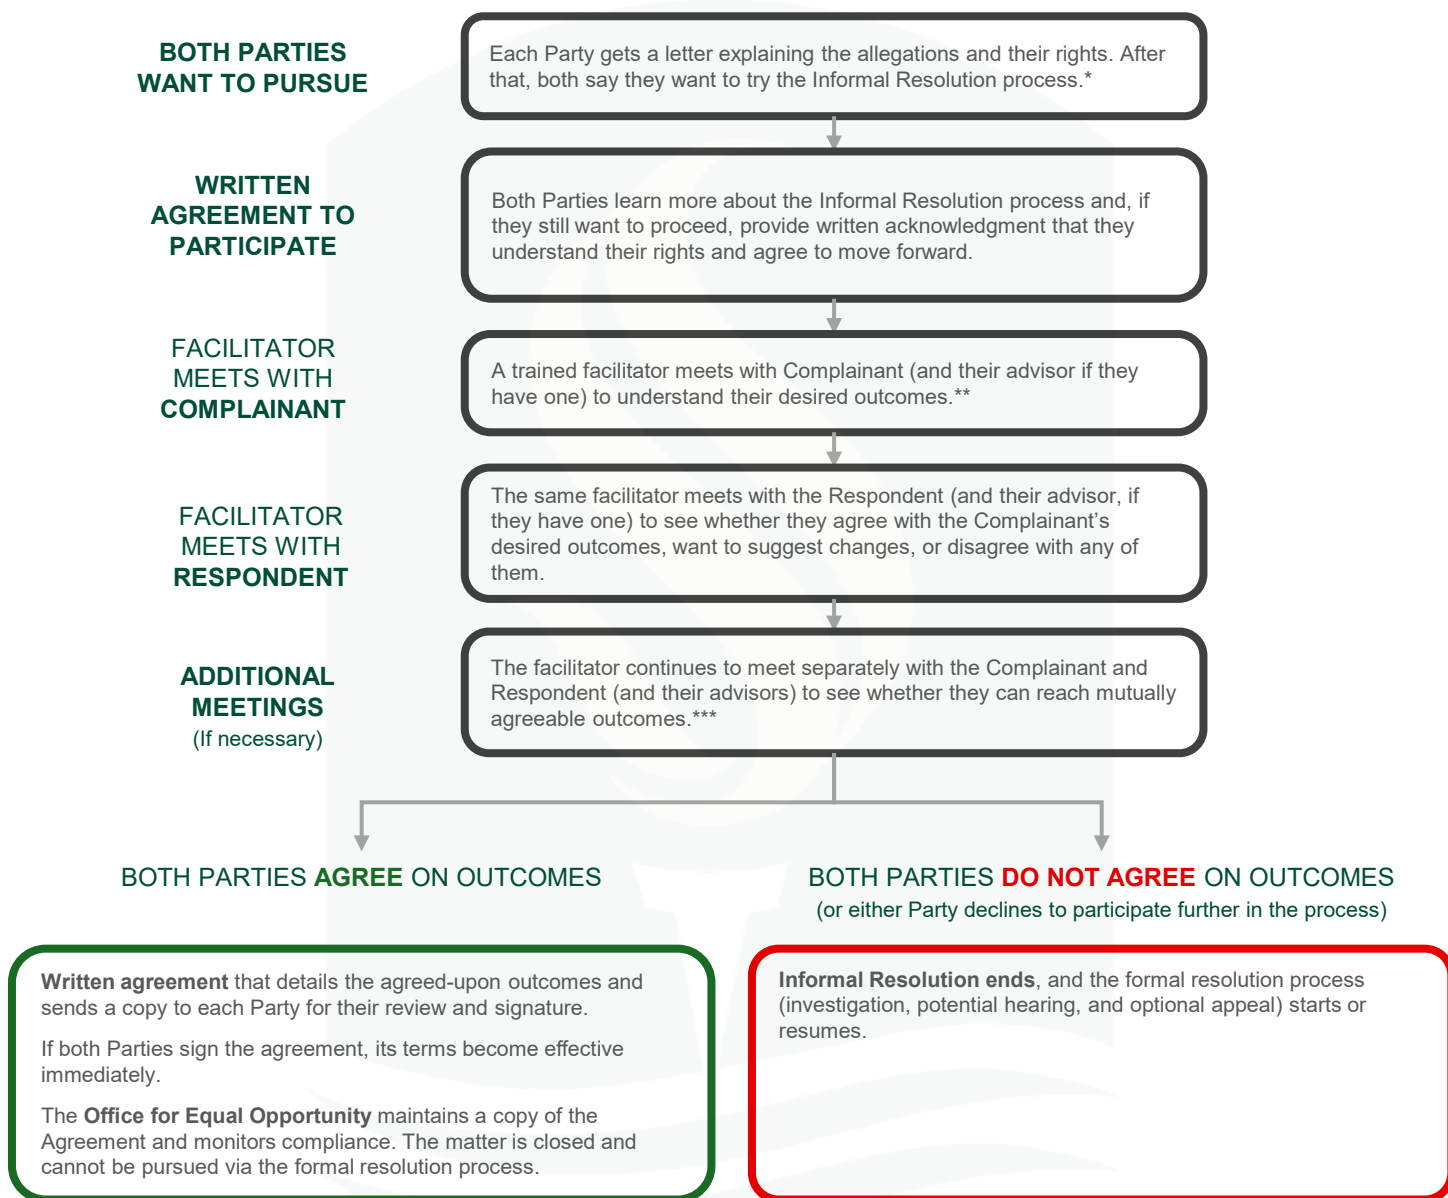 BOTH PARTIES
WANT TO PURSUE
Each Party gets a letter explaining the allegations and their rights. After
that, both say they want to try the Informal Resolution process.*
WRITTEN
AGREEMENT TO
PARTICIPATE
Both Parties learn more about the Informal Resolution process and, if
they still want to proceed, provide written acknowledgment that they
understand their rights and agree to move forward.
FACILITATOR
MEETS WITH
COMPLAINANT
A trained facilitator meets with Complainant (and their advisor if they
have one) to understand their desired outcomes.**
FACILITATOR
MEETS WITH
RESPONDENT
The same facilitator meets with the Respondent (and their advisor, if
they have one) to see whether they agree with the Complainant’s
desired outcomes, want to suggest changes, or disagree with any of
them.
ADDITIONAL
MEETINGS
(If necessary)
The facilitator continues to meet separately with the Complainant and
Respondent (and their advisors) to see whether they can reach mutually
agreeable outcomes.***
BOTH PARTIES AGREE ON OUTCOMES
Written agreement that details the agreed-upon outcomes and
sends a copy to each Party for their review and signature.
If both Parties sign the agreement, its terms become effective
immediately.
The Office for Equal Opportunity maintains a copy of the
Agreement and monitors compliance. The matter is closed and
cannot be pursued via the formal resolution process.
BOTH PARTIES DO NOT AGREE ON OUTCOMES
(or either Party declines to participate further in the process)
Informal Resolution ends, and the formal resolution process
(investigation, potential hearing, and optional appeal) starts or
resumes.